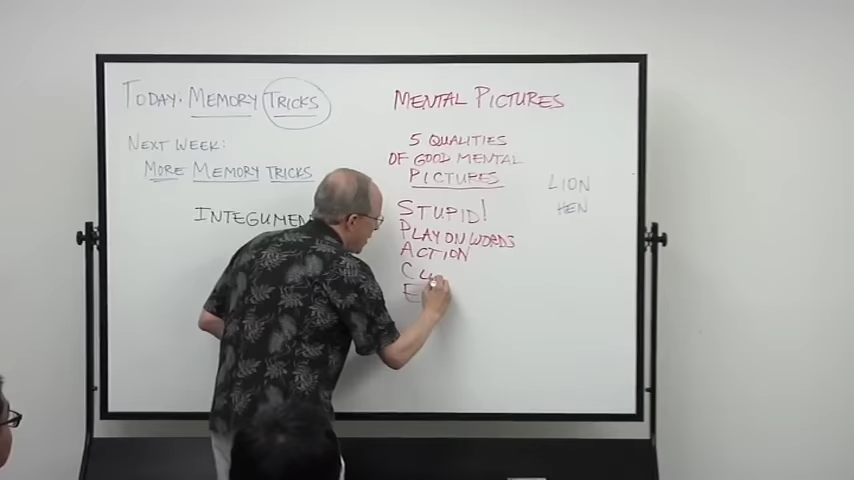 TODAY: MEMORY TRICKS
NEXT WEEK:
MORE MEMORY TRICKS
MENTAL PICTURES
5 QUALITIES
OF GOOD MENTAL
PICTURES
STUPID!
PLAY ON WORDS
ACTION
E
LION
HEN